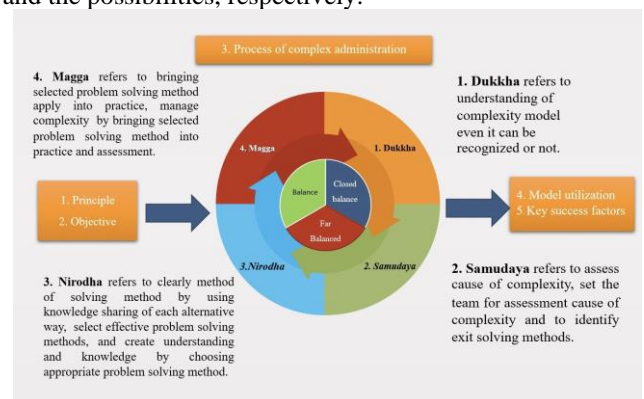 and the possibilities, respectively.
3. Process of complex administration
4. Magga refers to bringing
selected problem solving method
apply into practice, manage
complexity by bringing selected
problem solving method into
practice and assessment.
1. Dukkha refers to
understanding of
complexity model
even it can be
recognized or not.
4. Magga
1. Dukkha
Balance
Closed
balance
Far
Balanced
3.Nirodha
2. Samudaya
1. Principle
2. Objective
4. Model utilization
5. Key success factors
3. Nirodha refers to clearly method
of solving method by using
knowledge sharing of each alternative
way, select effective problem solving
methods, and create understanding
and knowledge by choosing
appropriate problem solving method.
2. Samudaya refers to assess
cause of complexity, set the
team for assessment cause of
complexity and to identify
exit solving methods.